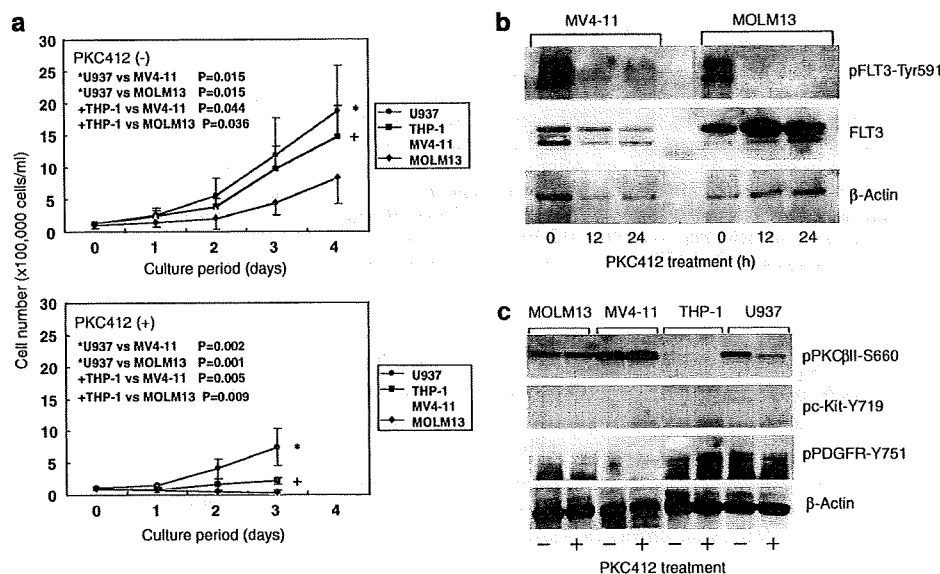 a
Cell number (x100,000 cells/ml)
PKC412 (-)
*U937 vs MV4-11 P=0.015
*U937 vs MOLM13 P=0.015
+THP-1 vs MV4-11 P=0.044
+THP-1 vs MOLM13 P=0.036
30
25
20
15
10
5
0
*
+
U937
THP-1
MV4-11
MOLM13
0 1 2 3 4
Culture period (days)
PKC412 (+)
*U937 vs MV4-11 P=0.002
*U937 vs MOLM13 P=0.001
+THP-1 vs MV4-11 P=0.005
+THP-1 vs MOLM13 P=0.009
30
25
20
15
10
5
0
*
+
U937
THP-1
MV4-11
MOLM13
0 1 2 3 4
Culture period (days)
b
MV4-11 MOLM13
pFLT3-Tyr591
FLT3
β-Actin
0 12 24 0 12 24
PKC412 treatment (h)
c
MOLM13 MV4-11 THP-1 U937
pPKCβII-S660
pc-Kit-Y719
pPDGFR-Y751
β-Actin
− + − + − + − +
PKC412 treatment